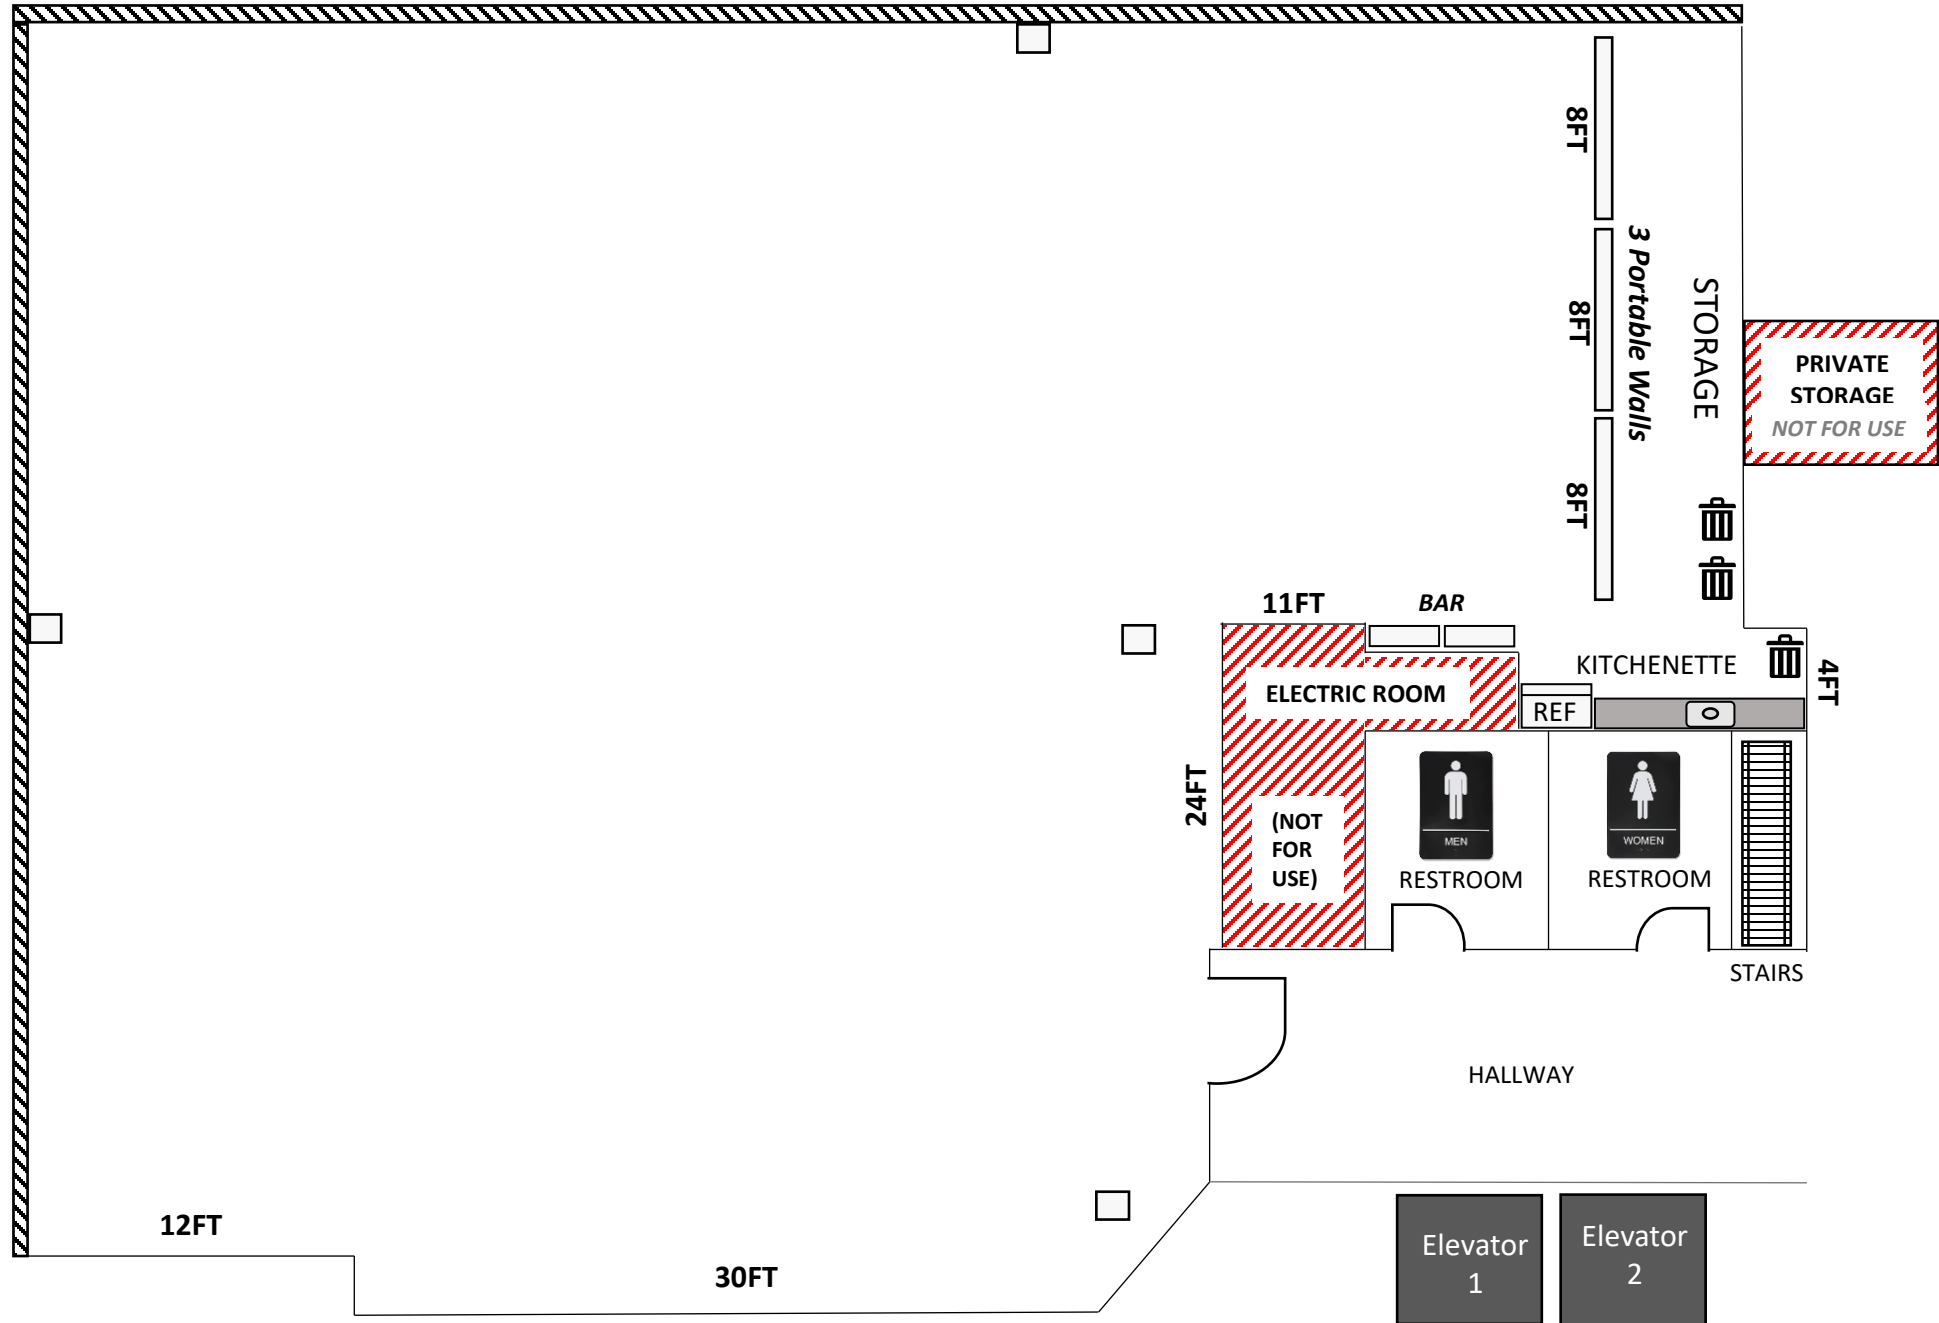 8FT
3 Portable Walls
8FT
8FT
STORAGE
PRIVATE
STORAGE
NOT FOR USE
11FT
BAR
KITCHENETTE
4FT
ELECTRIC ROOM
REF
24FT
(NOT
FOR
USE)
MEN
RESTROOM
WOMEN
RESTROOM
STAIRS
HALLWAY
12FT
30FT
Elevator
1
Elevator
2